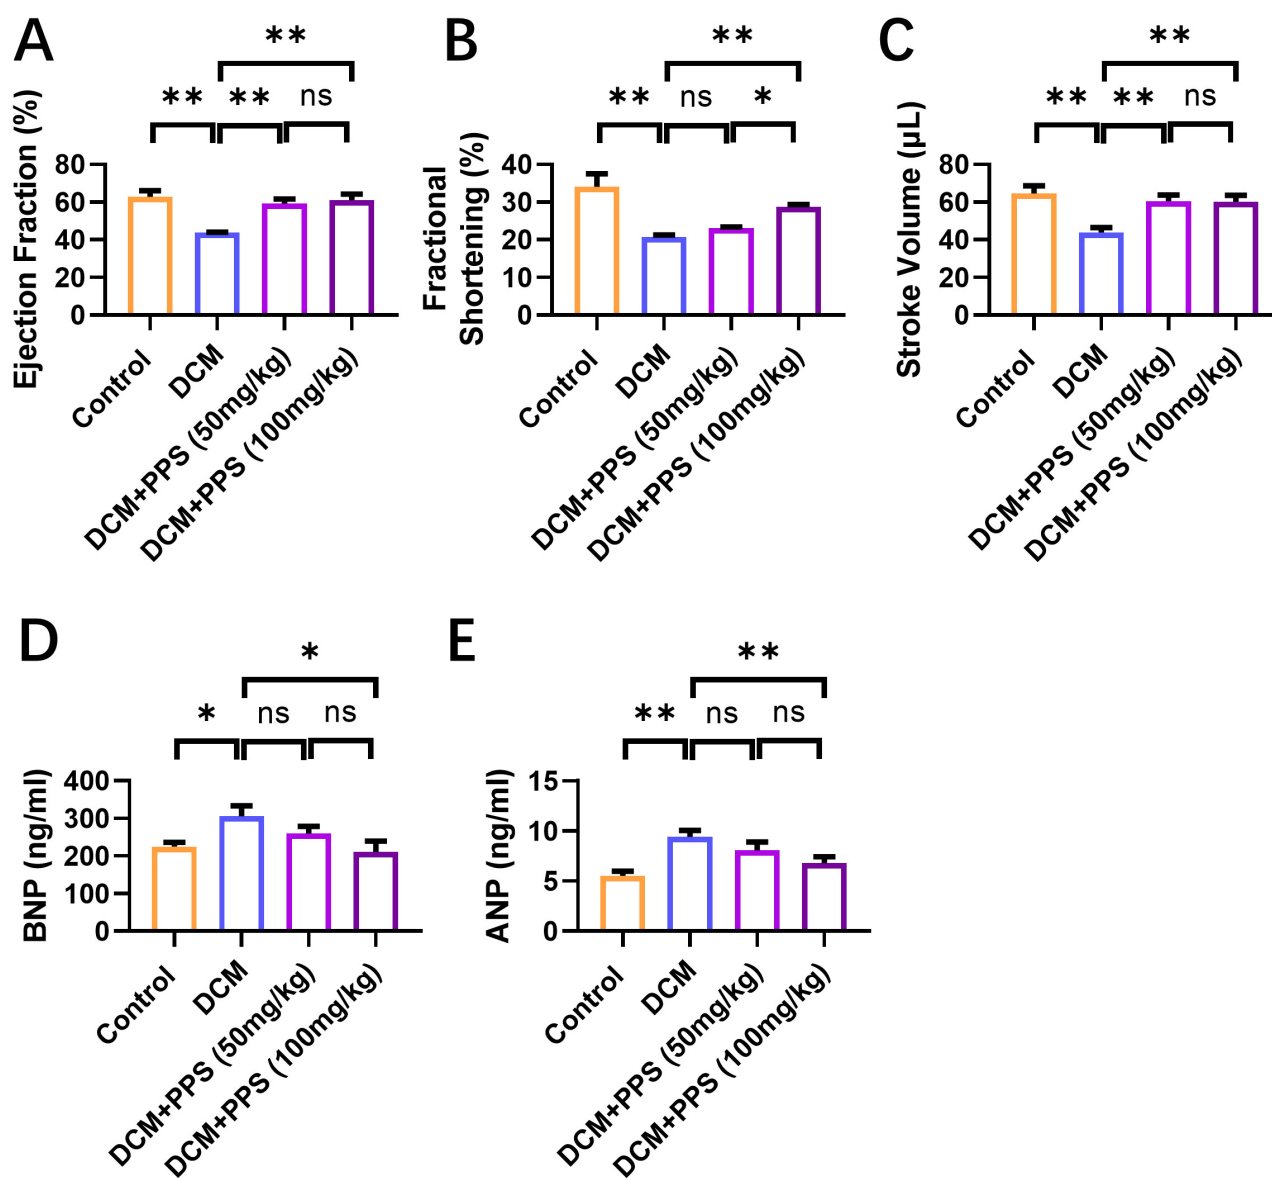 A
**
** ** ns
Ejection Fraction (%)
80
60
40
20
0
Control
DCM
DCM+PPS (50mg/kg)
DCM+PPS (100mg/kg)
B
**
** ns *
Fractional
Shortening (%)
40
30
20
10
0
Control
DCM
DCM+PPS (50mg/kg)
DCM+PPS (100mg/kg)
C
**
** ** ns
Stroke Volume (μL)
80
60
40
20
0
Control
DCM
DCM+PPS (50mg/kg)
DCM+PPS (100mg/kg)
D
*
* ns ns
BNP (ng/ml)
400
300
200
100
0
Control
DCM
DCM+PPS (50mg/kg)
DCM+PPS (100mg/kg)
E
**
** ns ns
ANP (ng/ml)
15
10
5
0
Control
DCM
DCM+PPS (50mg/kg)
DCM+PPS (100mg/kg)